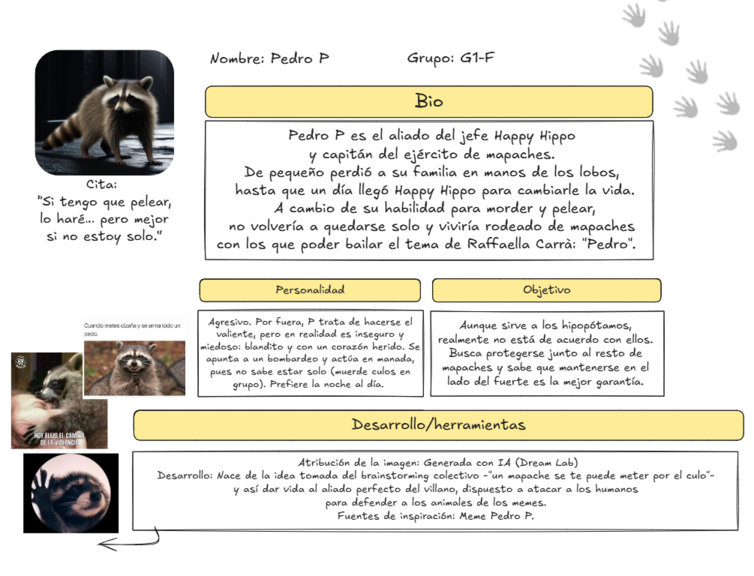 Nombre: Pedro P
Grupo: G1-F
Bio
Pedro P es el aliado del jefe Happy Hippo
y capitán del ejército de mapaches.
De pequeño perdió a su familia en manos de los lobos,
hasta que un día llegó Happy Hippo para cambiarle la vida.
A cambio de su habilidad para morder y pelear,
no volvería a quedarse solo y viviría rodeado de mapaches
con los que poder bailar el tema de Raffaella Carrà: "Pedro".
Cita:
"Si tengo que pelear,
lo haré... pero mejor
si no estoy solo."
Personalidad
Agresivo. Por fuera, P trata de hacerse el
valiente, pero en realidad es inseguro y
miedoso: blandito y con un corazón herido. Se
apunta a un bombardeo y actúa en manada,
pues no sabe estar solo (muerde culos en
grupo). Prefiere la noche al día.
Objetivo
Aunque sirve a los hipopótamos,
realmente no está de acuerdo con ellos.
Busca protegerse junto al resto de
mapaches y sabe que mantenerse en el
lado del fuerte es la mejor garantía.
Cuando metes cizaña y se arma todo un
pedo.
HOY ELIJO EL CAMINO
DE LA VIOLENCIA
Desarrollo/herramientas
Atribución de la imagen: Generada con IA (Dream Lab)
Desarrollo: Nace de la idea tomada del brainstorming colectivo -"un mapache se te puede meter por el culo"-
y así dar vida al aliado perfecto del villano, dispuesto a atacar a los humanos
para defender a los animales de los memes.
Fuentes de inspiración: Meme Pedro P.